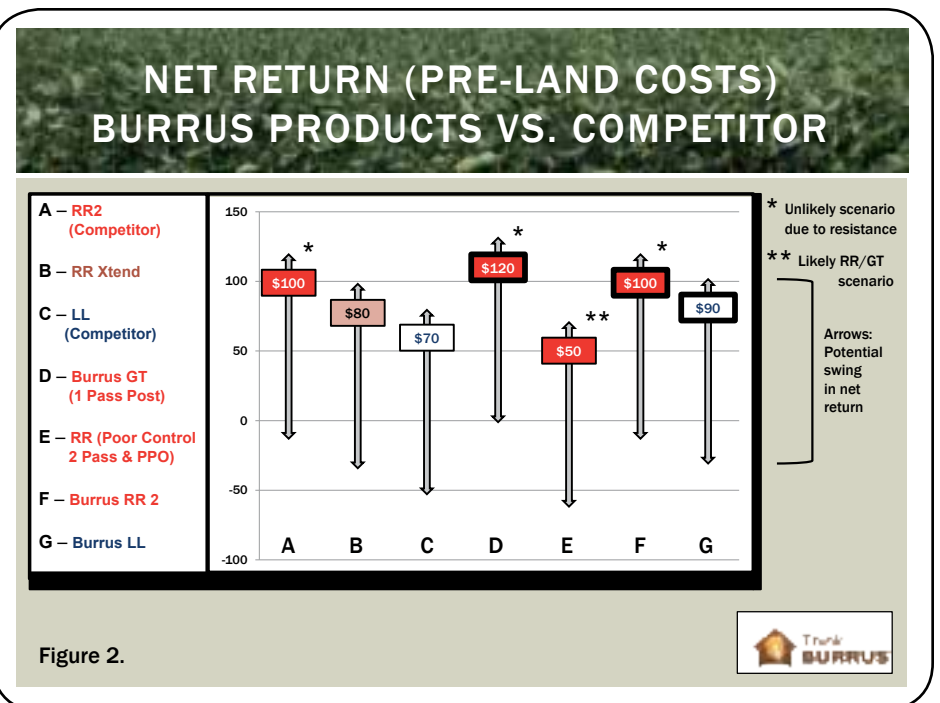 NET RETURN (PRE-LAND COSTS)
BURRUS PRODUCTS VS. COMPETITOR
A – RR2
(Competitor)
B – RR Xtend
C – LL
(Competitor)
D – Burrus GT
(1 Pass Post)
E – RR (Poor Control
2 Pass & PPO)
F – Burrus RR 2
G – Burrus LL
150
100
50
0
-50
-100
*
*
**
*
$100
$80
$70
$120
$50
$100
$90
A B C D E F G
* Unlikely scenario
due to resistance
** Likely RR/GT
scenario
Arrows:
Potential
swing
in net
return
Figure 2.
Trunk
BURRUS